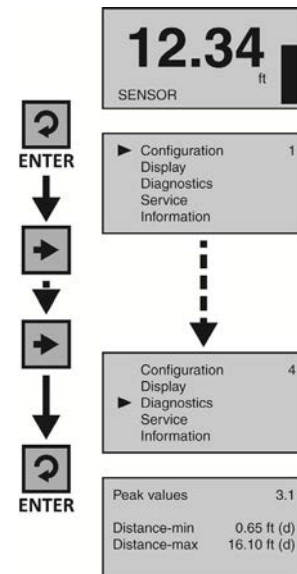 12.34
ft
SENSOR
ENTER
▶ Configuration 1
Display
Diagnostics
Service
Information
Configuration 4
Display
▶ Diagnostics
Service
Information
ENTER
Peak values 3.1
Distance-min 0.65 ft (d)
Distance-max 16.10 ft (d)